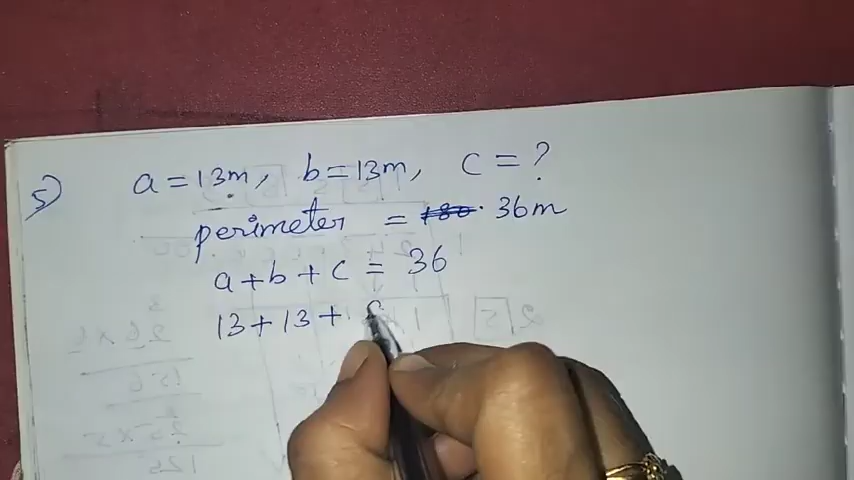 5) a = 13m, b = 13m, c = ?
perimeter = 180. 36m
a + b + c = 36
13 + 13 + c